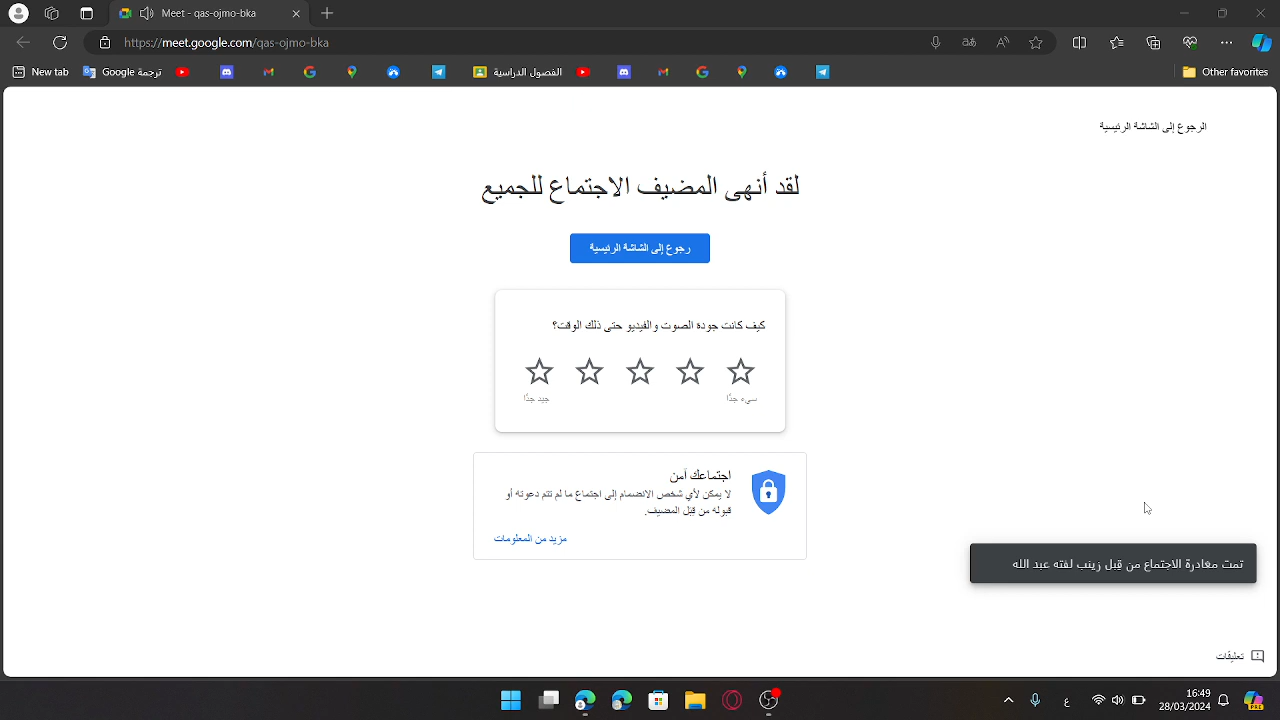 Meet - qas-ojmo-bka
https://meet.google.com/qas-ojmo-bka
New tab
ترجمة Google
الفصول الدراسية
Other favorites
الرجوع إلى الشاشة الرئيسية
لقد أنهى المضيف الاجتماع للجميع
رجوع إلى الشاشة الرئيسية
كيف كانت جودة الصوت والفيديو حتى ذلك الوقت؟
سيء جدًا
جيد جدًا
اجتماعك آمن
لا يمكن لأي شخص الانضمام إلى اجتماع ما لم تتم دعوته أو
قبوله من قبل المضيف.
مزيد من المعلومات
تمت مغادرة الاجتماع من قبل زينب لفته عبد الله
تعليقات
ع
16:49
28/03/2024
PRE